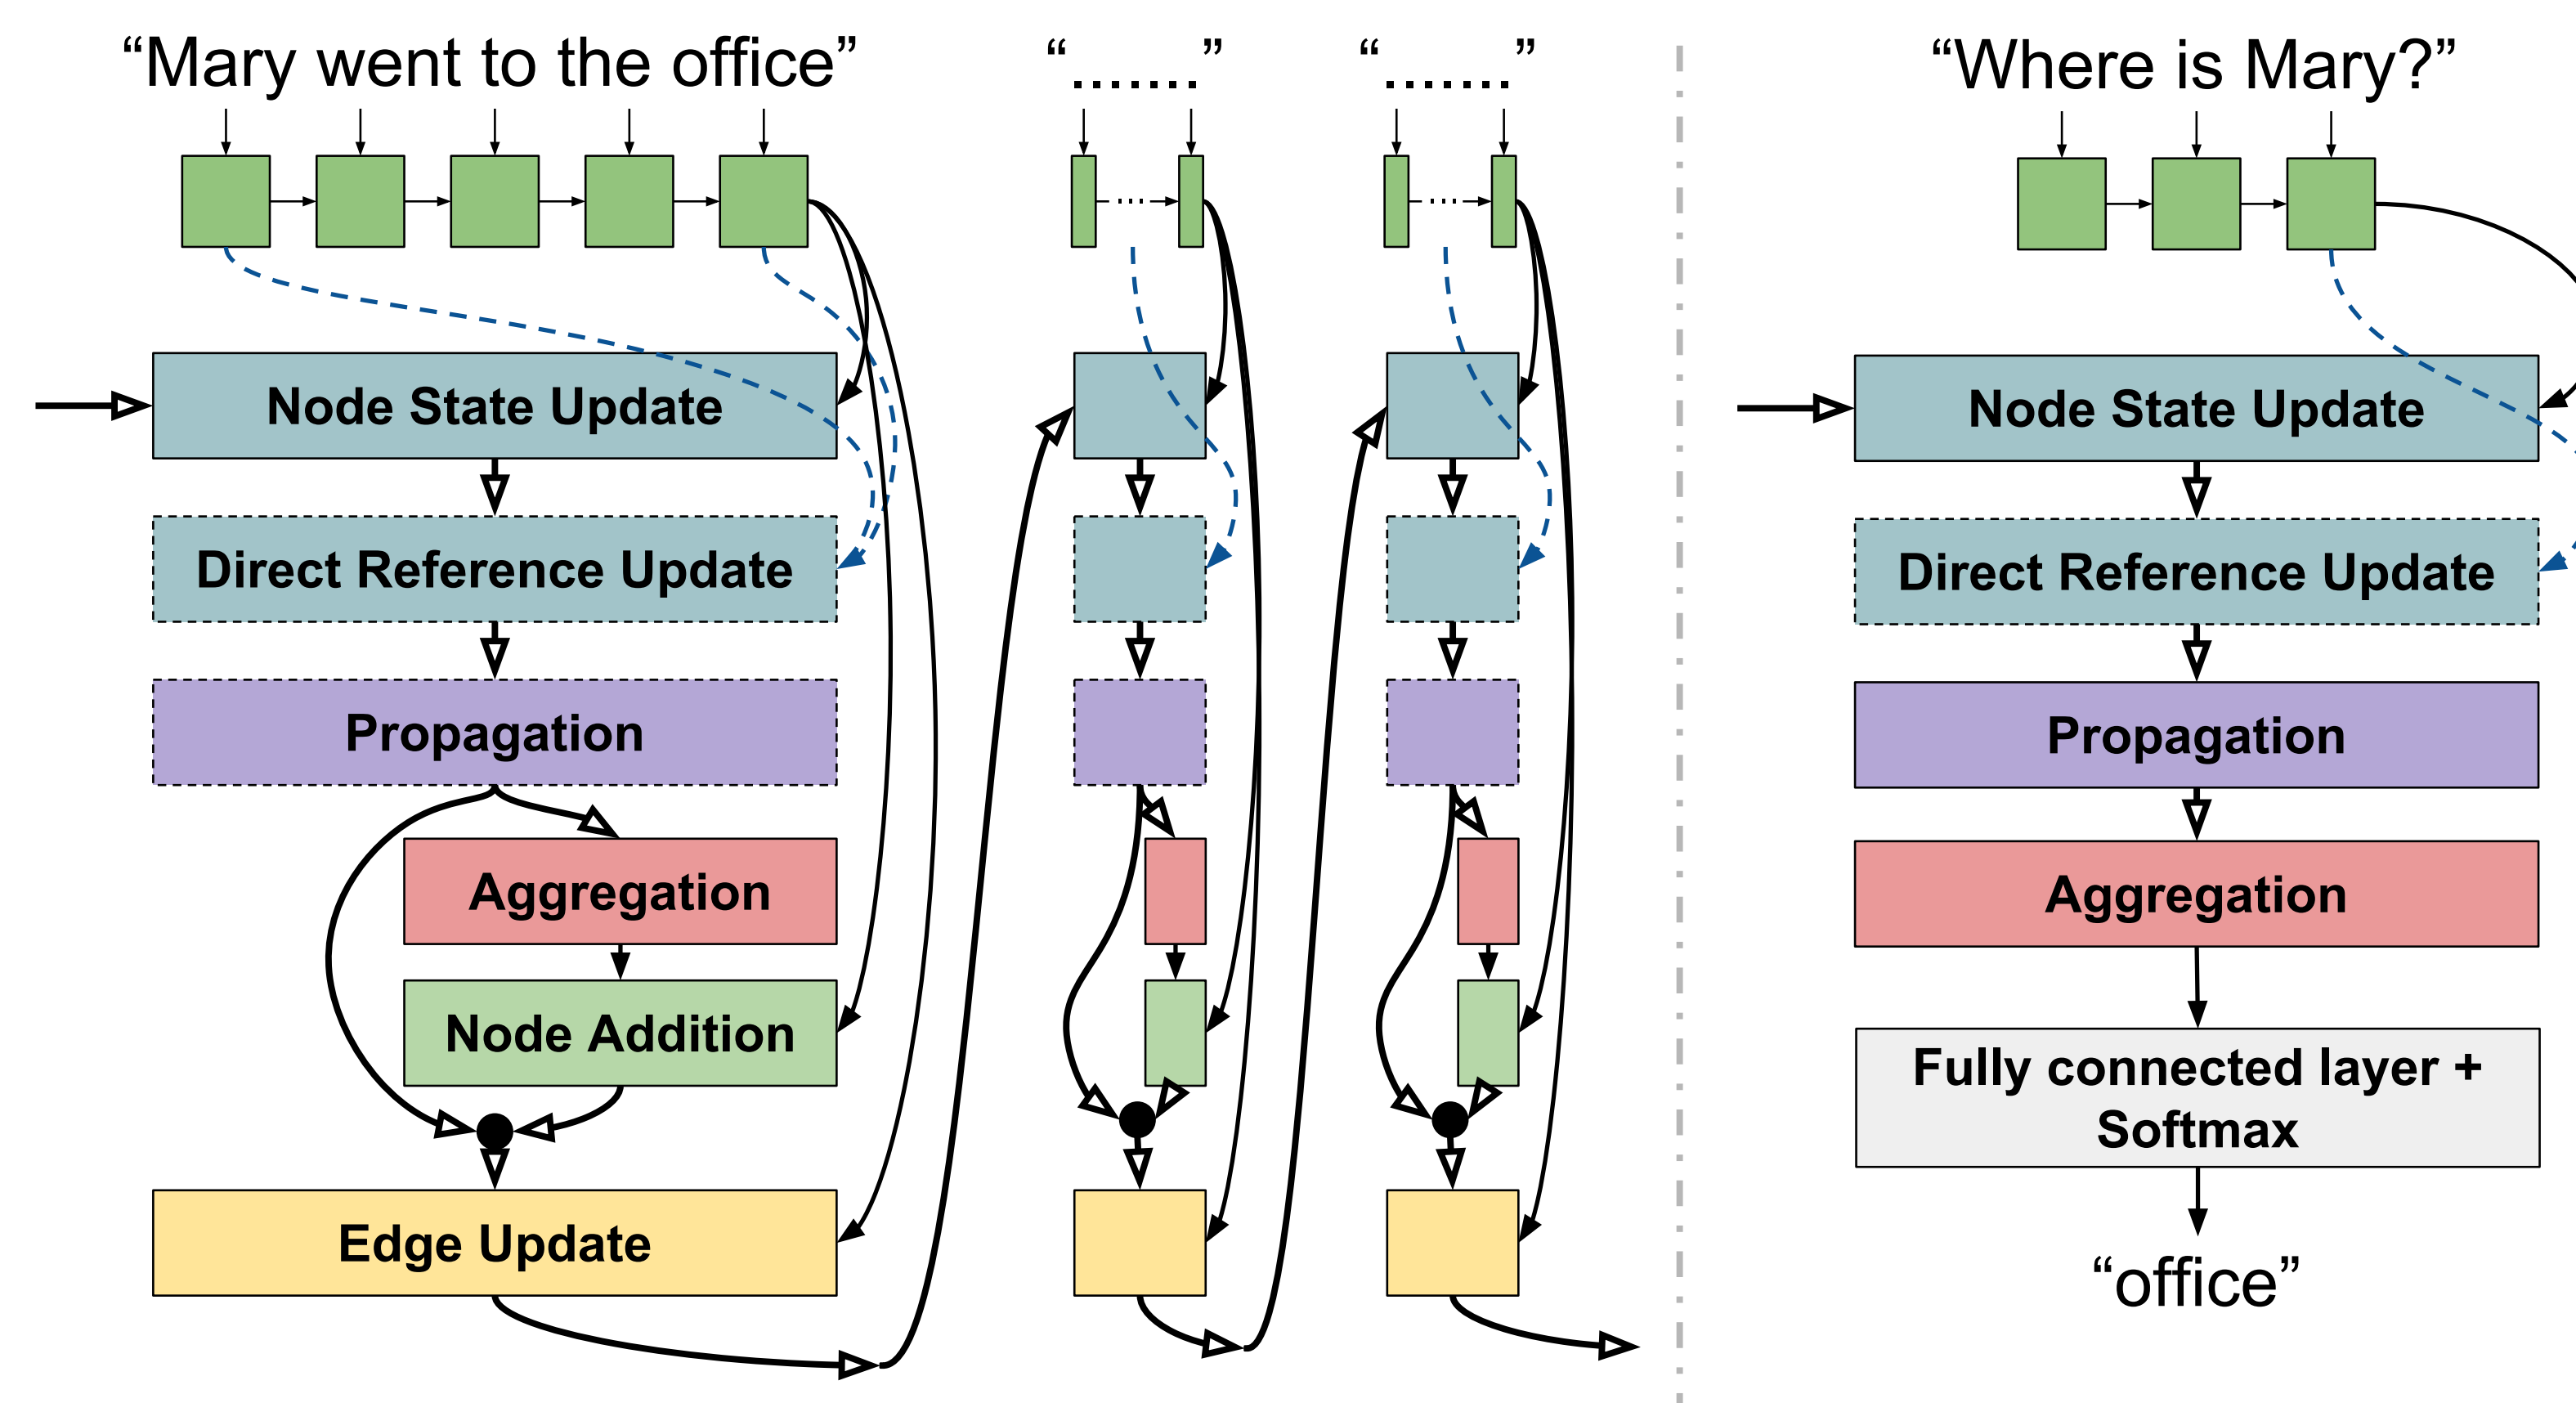 “Mary went to the office”
“.......”
“.......”
Node State Update
Direct Reference Update
Propagation
Aggregation
Node Addition
Edge Update
“Where is Mary?”
Node State Update
Direct Reference Update
Propagation
Aggregation
Fully connected layer +
Softmax
“office”